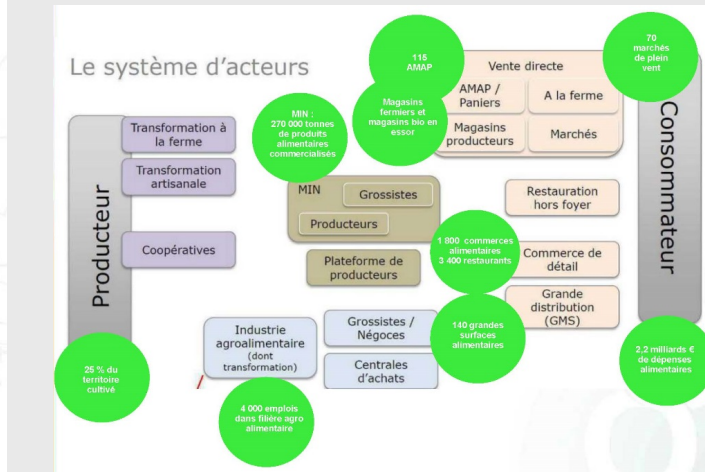 Le système d'acteurs
115
AMAP
70
marchés
de plein
vent
Vente directe
AMAP /
Paniers
A la ferme
Magasins
producteurs
Marchés
Magasins
fermiers et
magasins bio en
essor
MIN :
270 000 tonnes
de produits
alimentaires
commercialisés
Producteur
Transformation à
la ferme
Transformation
artisanale
Coopératives
MIN
Grossistes
Producteurs
Plateforme de
producteurs
Restauration
hors foyer
1 800 commerces
alimentaires
3 400 restaurants
Commerce de
détail
Grande
distribution
(GMS)
Consommateur
Industrie
agroalimentaire
(dont
transformation)
Grossistes /
Négoces
Centrales
d'achats
140 grandes
surfaces
alimentaires
25 % du
territoire
cultivé
4 000 emplois
dans filière agro
alimentaire
2,2 milliards €
de dépenses
alimentaires